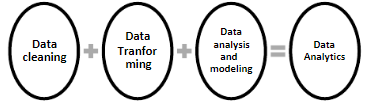 Data
cleaning
+
Data
Tranfor
ming
+
Data
analysis
and
modeling
=
Data
Analytics